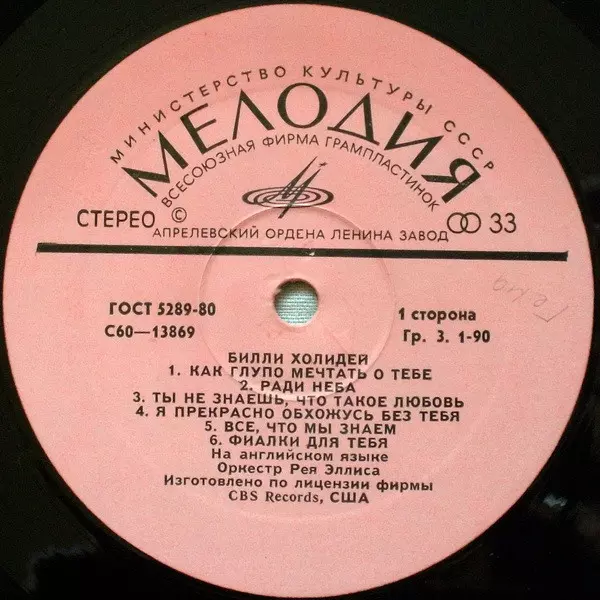 МИНИСТЕРСТВО КУЛЬТУРЫ СССР
МЕЛОДИЯ
ВСЕСОЮЗНАЯ ФИРМА ГРАМПЛАСТИНОК
СТЕРЕО ©
33
АПРЕЛЕВСКИЙ ОРДЕНА ЛЕНИНА ЗАВОД
ГОСТ 5289-80
1 сторона
С60—13869
Гр. 3. 1-90
БИЛЛИ ХОЛИДЕЙ
1. КАК ГЛУПО МЕЧТАТЬ О ТЕБЕ
2. РАДИ НЕБА
3. ТЫ НЕ ЗНАЕШЬ, ЧТО ТАКОЕ ЛЮБОВЬ
4. Я ПРЕКРАСНО ОБХОЖУСЬ БЕЗ ТЕБЯ
5. ВСЕ, ЧТО МЫ ЗНАЕМ
6. ФИАЛКИ ДЛЯ ТЕБЯ
На английском языке
Оркестр Рея Эллиса
Изготовлено по лицензии фирмы
CBS Records, США